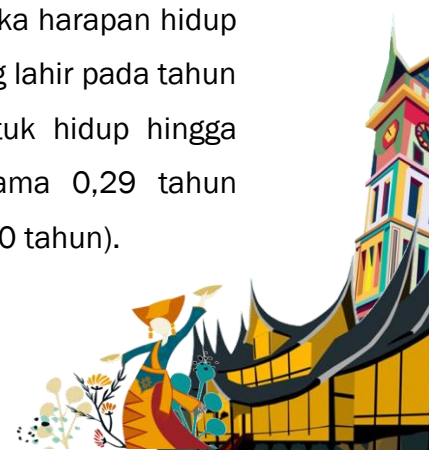 ka harapan hidup
g lahir pada tahun
tuk hidup hingga
ama 0,29 tahun
0 tahun).